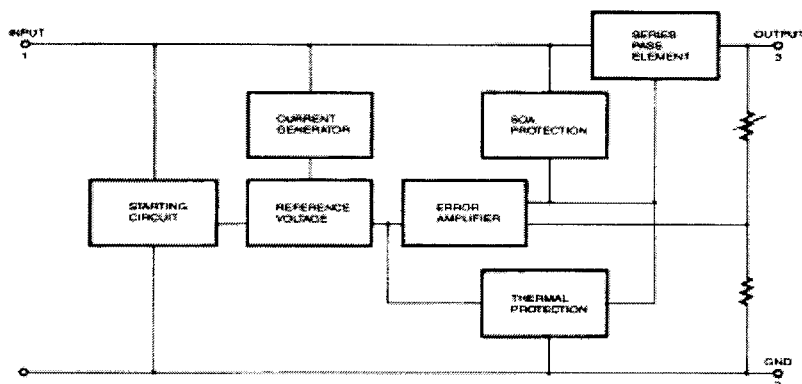 INPUT
1
SERIES
PASS
ELEMENT
OUTPUT
3
CURRENT
GENERATOR
SOA
PROTECTION
STARTING
CIRCUIT
REFERENCE
VOLTAGE
ERROR
AMPLIFIER
THERMAL
PROTECTION
GND